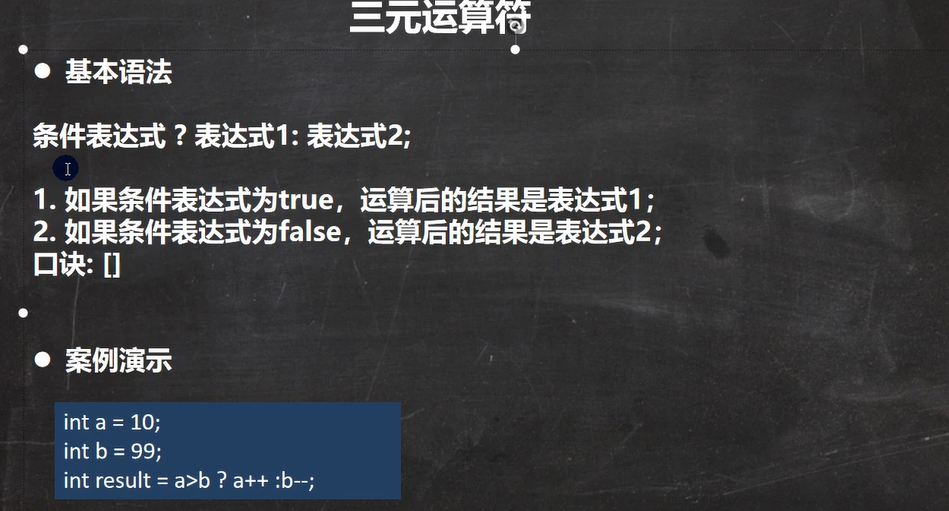 三元运算符
基本语法
条件表达式 ? 表达式1: 表达式2;
1. 如果条件表达式为true，运算后的结果是表达式1；
2. 如果条件表达式为false，运算后的结果是表达式2；
口诀: []
案例演示
int a = 10;
int b = 99;
int result = a>b ? a++ :b--;